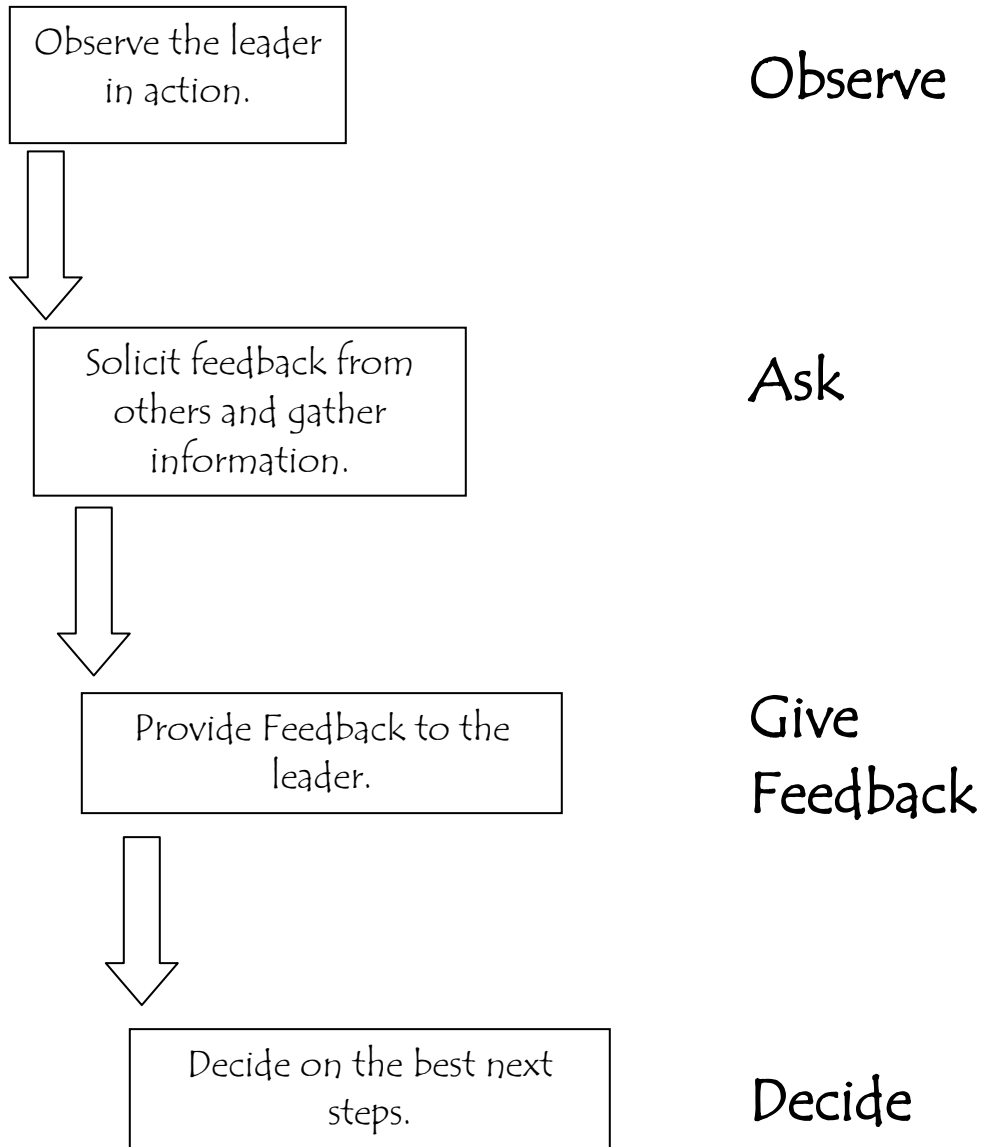 Observe the leader
in action.
Observe
Solicit feedback from
others and gather
information.
Ask
Provide Feedback to the
leader.
Give
Feedback
Decide on the best next
steps.
Decide